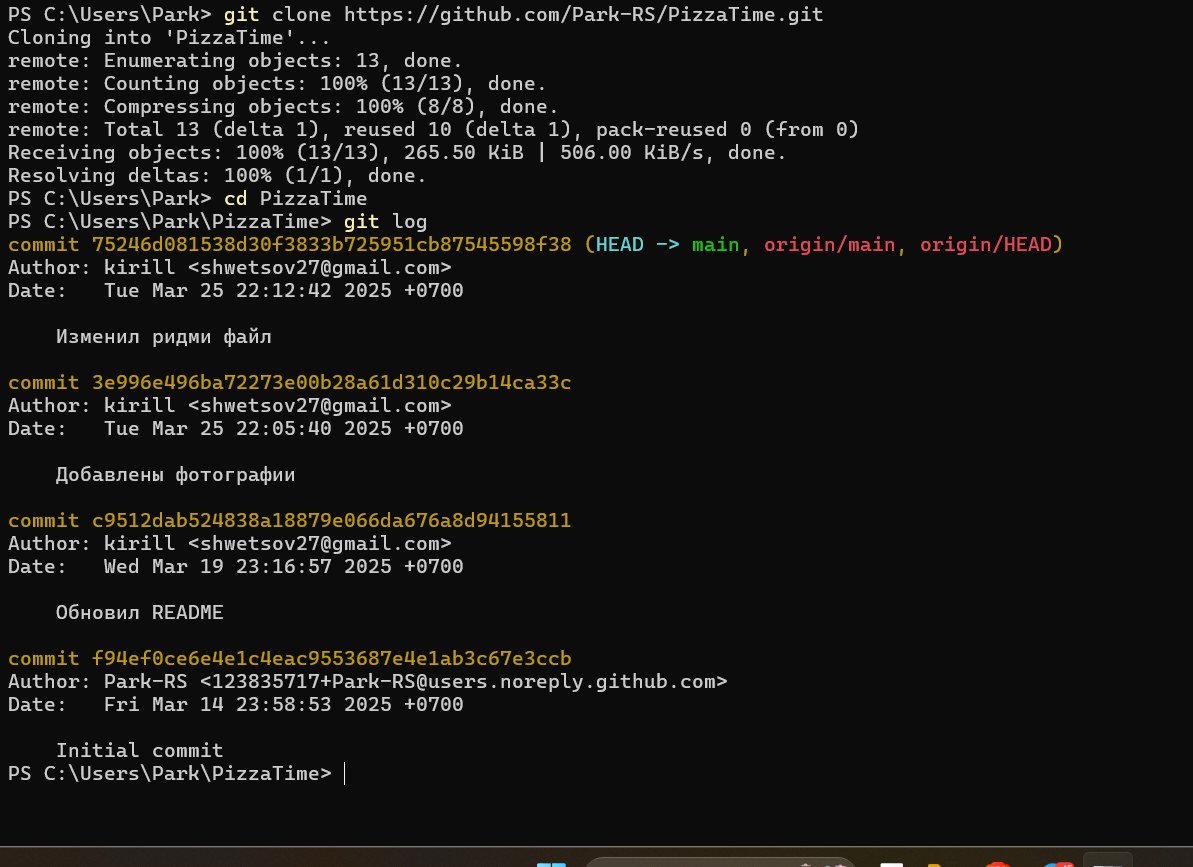 PS C:\Users\Park> git clone https://github.com/Park-RS/PizzaTime.git
Cloning into 'PizzaTime'...
remote: Enumerating objects: 13, done.
remote: Counting objects: 100% (13/13), done.
remote: Compressing objects: 100% (8/8), done.
remote: Total 13 (delta 1), reused 10 (delta 1), pack-reused 0 (from 0)
Receiving objects: 100% (13/13), 265.50 KiB | 506.00 KiB/s, done.
Resolving deltas: 100% (1/1), done.
PS C:\Users\Park> cd PizzaTime
PS C:\Users\Park\PizzaTime> git log
commit 75246d081538d30f3833b725951cb87545598f38 (HEAD -> main, origin/main, origin/HEAD)
Author: kirill <shwetsov27@gmail.com>
Date:   Tue Mar 25 22:12:42 2025 +0700

    Изменил ридми файл

commit 3e996e496ba72273e00b28a61d310c29b14ca33c
Author: kirill <shwetsov27@gmail.com>
Date:   Tue Mar 25 22:05:40 2025 +0700

    Добавлены фотографии

commit c9512dab524838a18879e066da676a8d94155811
Author: kirill <shwetsov27@gmail.com>
Date:   Wed Mar 19 23:16:57 2025 +0700

    Обновил README

commit f94ef0ce6e4e1c4eac9553687e4e1ab3c67e3ccb
Author: Park-RS <123835717+Park-RS@users.noreply.github.com>
Date:   Fri Mar 14 23:58:53 2025 +0700

    Initial commit
PS C:\Users\Park\PizzaTime>